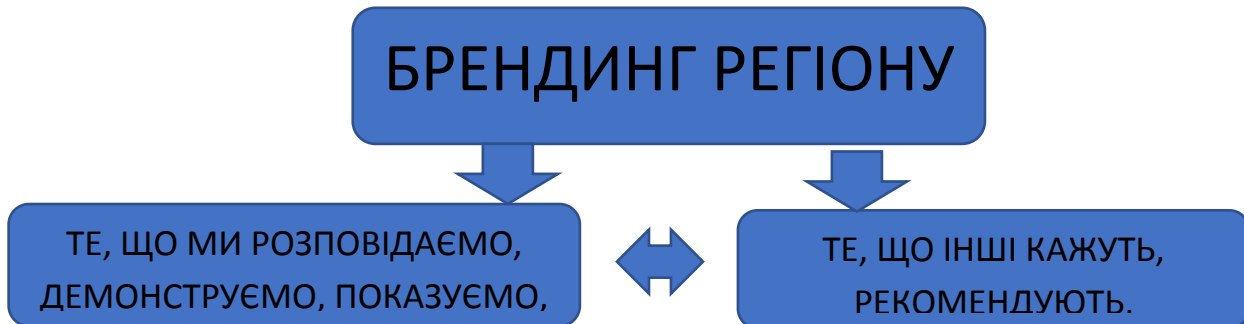 БРЕНДИНГ РЕГІОНУ
ТЕ, ЩО МИ РОЗПОВІДАЄМО,
ДЕМОНСТРУЄМО, ПОКАЗУЄМО,
ТЕ, ЩО ІНШІ КАЖУТЬ,
РЕКОМЕНДУЮТЬ.